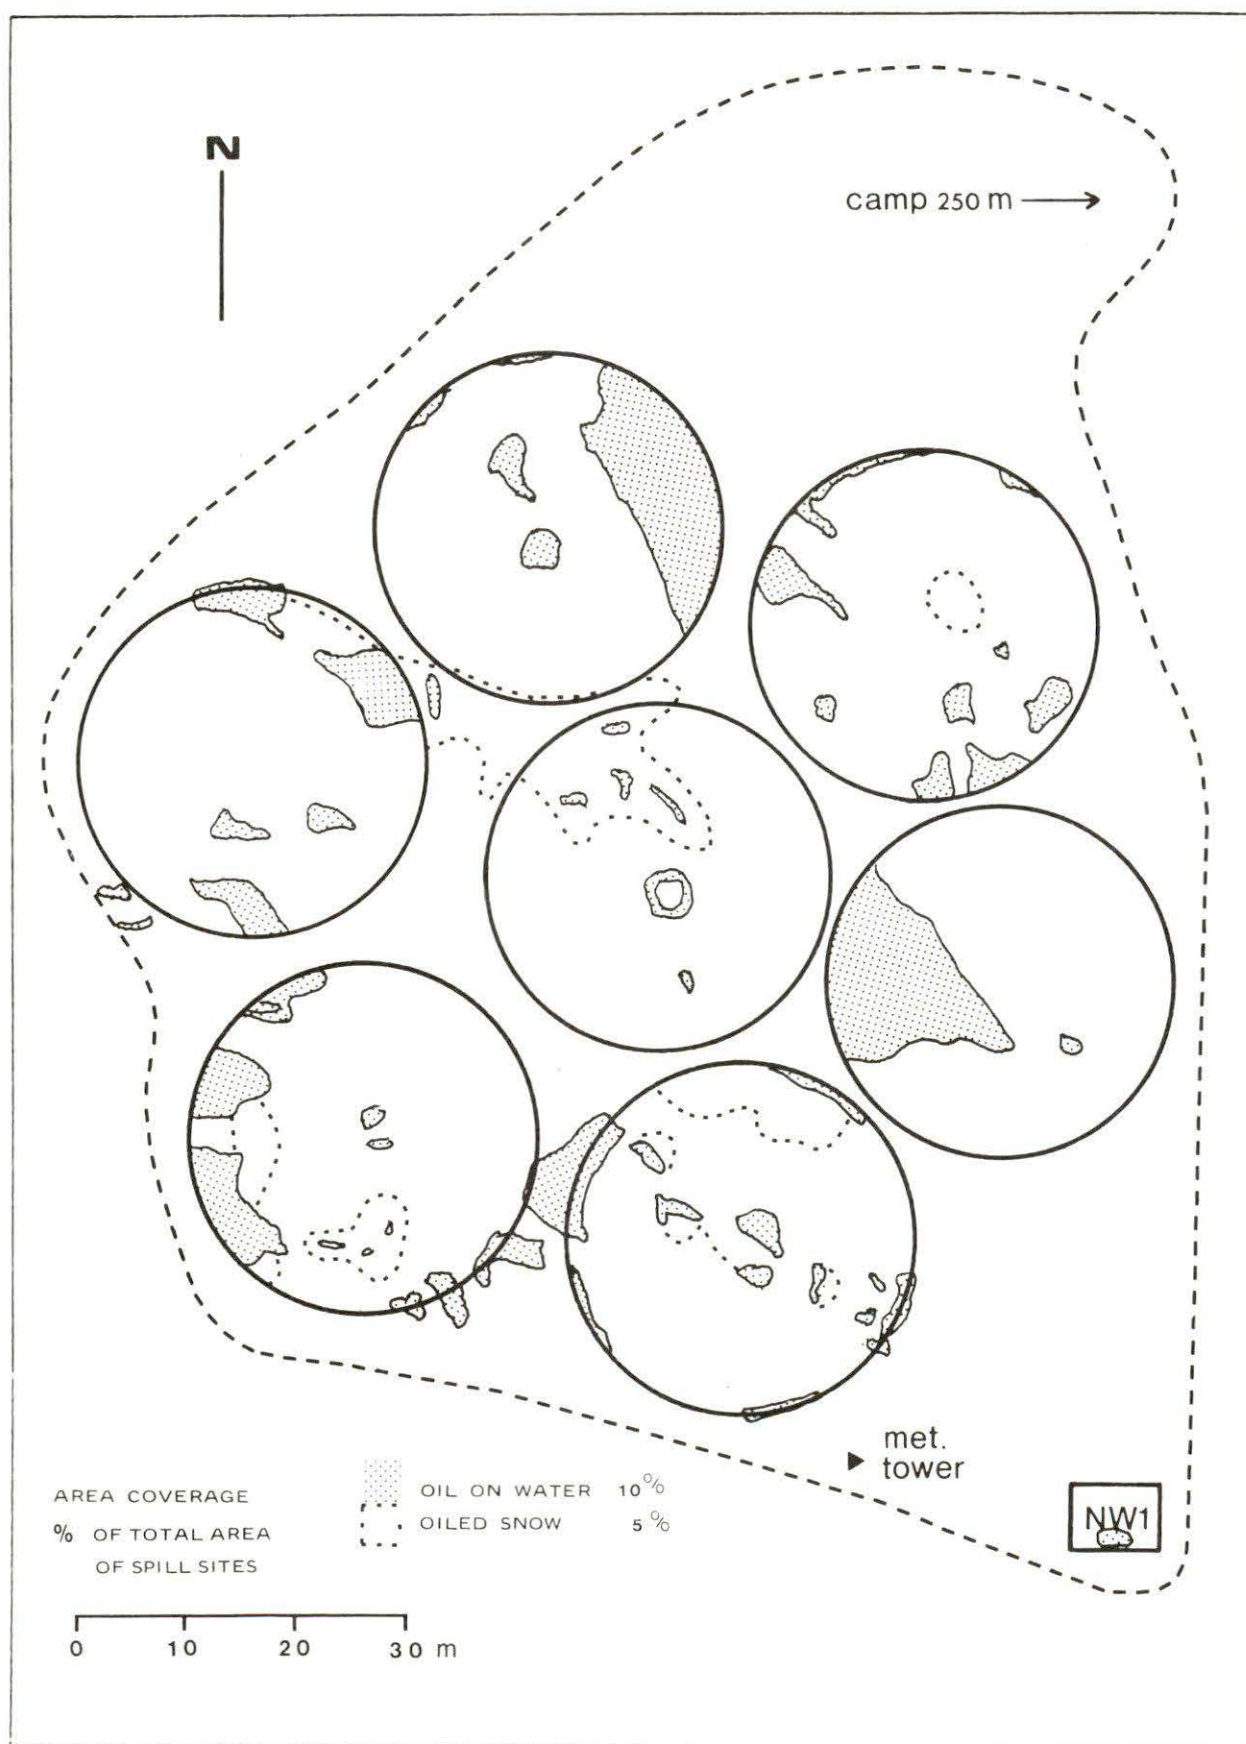 N
camp 250 m
met.
tower
NW1
AREA COVERAGE
% OF TOTAL AREA
OF SPILL SITES
OIL ON WATER 10%
OILED SNOW 5%
0 10 20 30 m